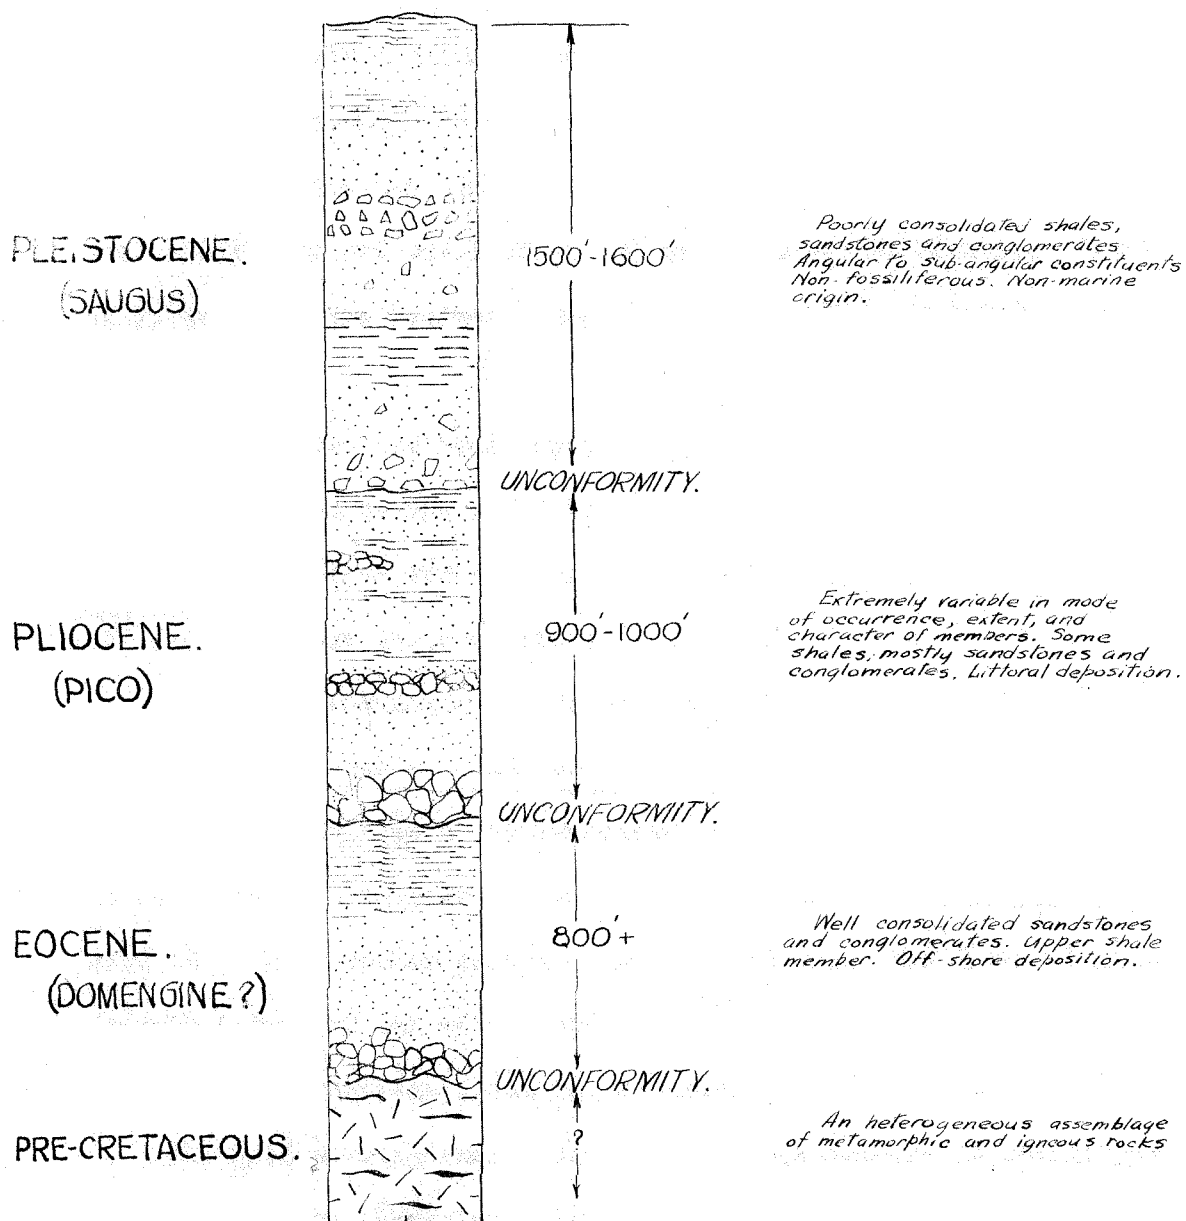 PLEISTOCENE.
(SAUGUS)
1500'-1600'
Poorly consolidated shales,
sandstones and conglomerates
Angular to sub-angular constituents
Non-fossiliferous. Non-marine
origin.
UNCONFORMITY.
PLIOCENE.
(PICO)
900'-1000'
Extremely variable in mode
of occurrence, extent, and
character of members. Some
shales, mostly sandstones and
conglomerates. Littoral deposition.
UNCONFORMITY.
EOCENE.
(DOMENGINE?)
800'+
Well consolidated sandstones
and conglomerates. Upper shale
member. Off-shore deposition.
UNCONFORMITY.
PRE-CRETACEOUS.
?
An heterogeneous assemblage
of metamorphic and igneous rocks